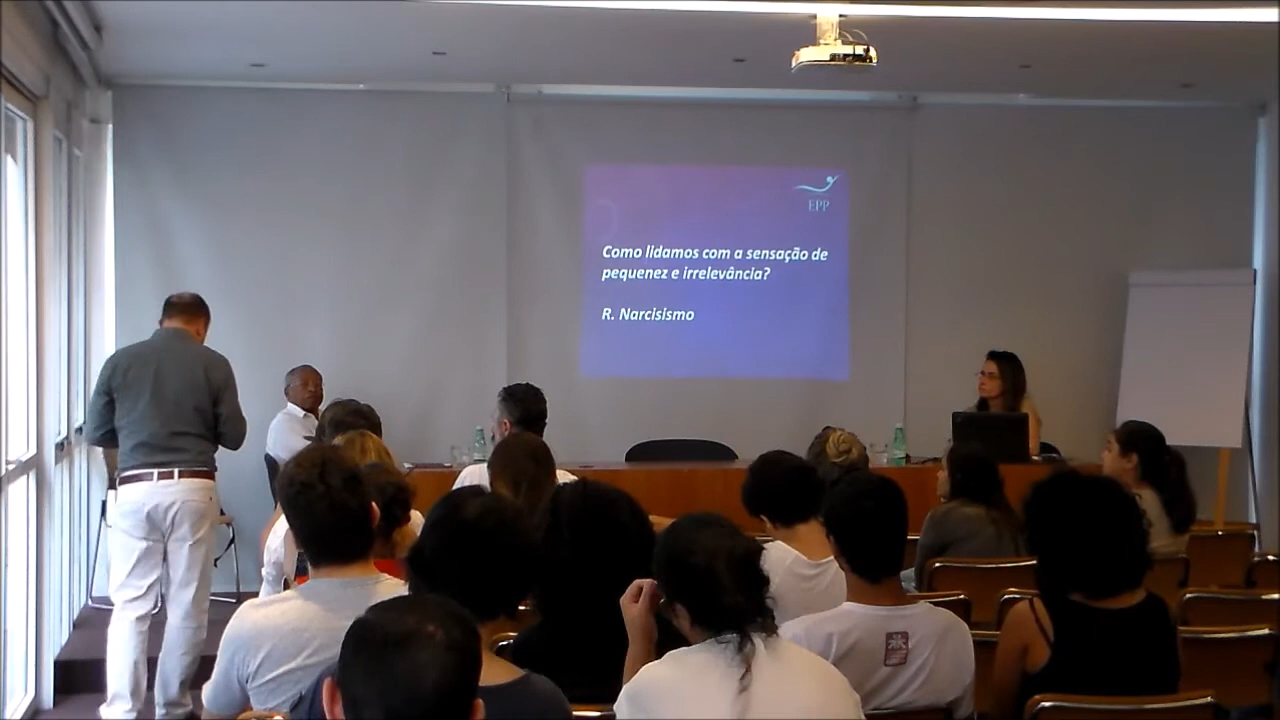 EPP
Como lidamos com a sensação de
pequenez e irrelevância?
R. Narcisismo